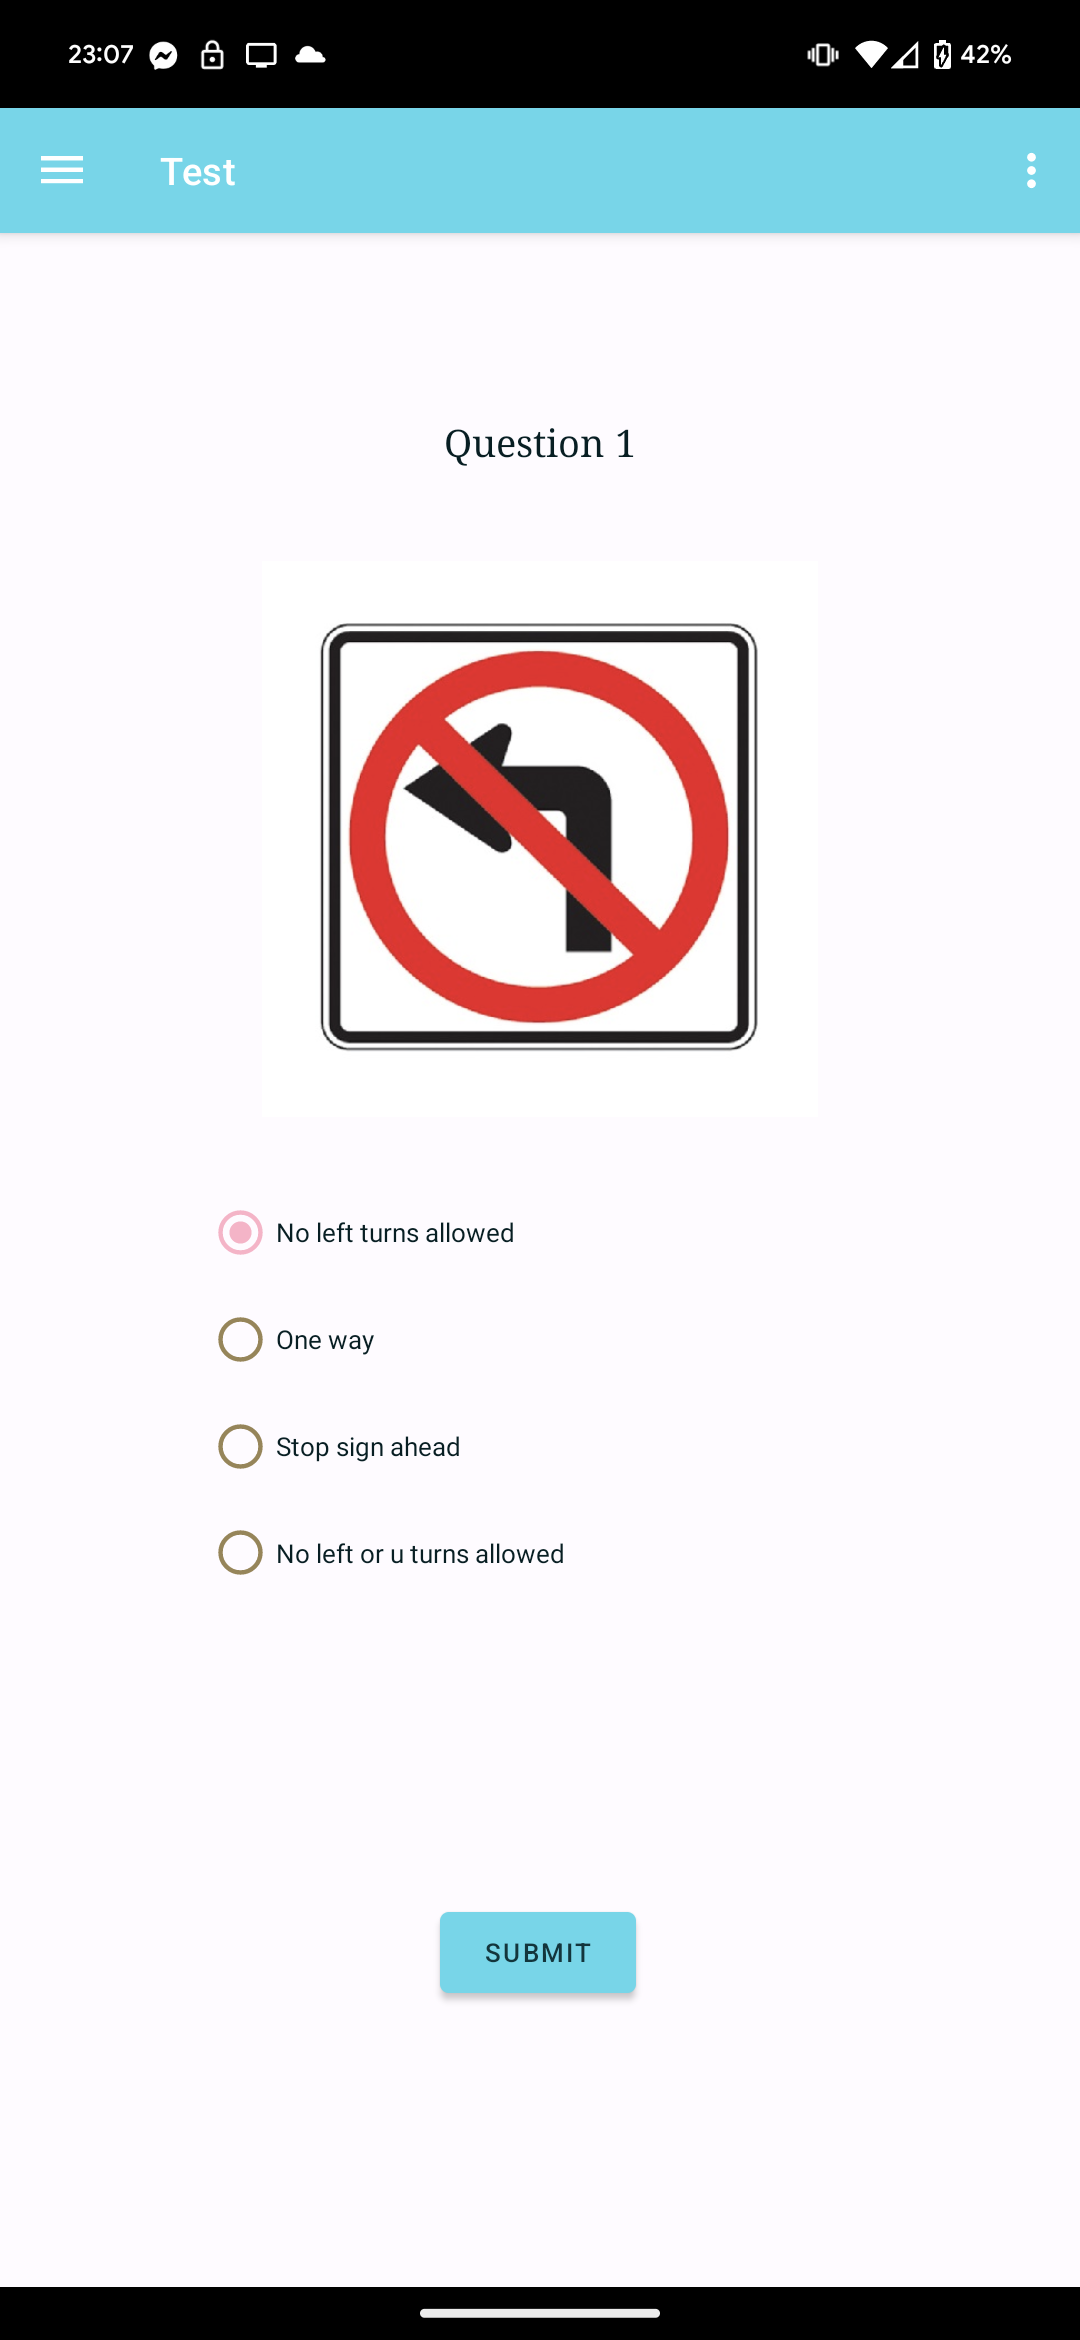 23:07 42%
Test
Question 1
No left turns allowed
One way
Stop sign ahead
No left or u turns allowed
SUBMIT